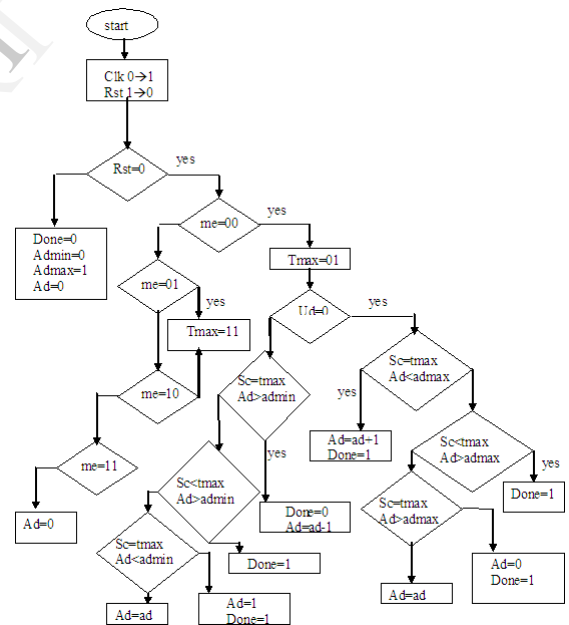 start
Clk 0→1
Rst 1→0
Rst=0
yes
me=00
yes
Done=0
Admin=0
Admax=1
Ad=0
Tmax=01
me=01
yes
Ud=0
yes
Tmax=11
Sc=tmax
Ad<admax
Sc=tmax
Ad>admin
me=10
yes
Ad=ad+1
Done=1
Sc<tmax
Ad>admax
yes
me=11
Sc<tmax
Ad>admin
yes
Done=1
Ad=0
Done=0
Ad=ad-1
Sc=tmax
Ad>admax
Sc=tmax
Ad<admin
Done=1
Ad=0
Done=1
Ad=ad
Ad=1
Done=1
Ad=ad